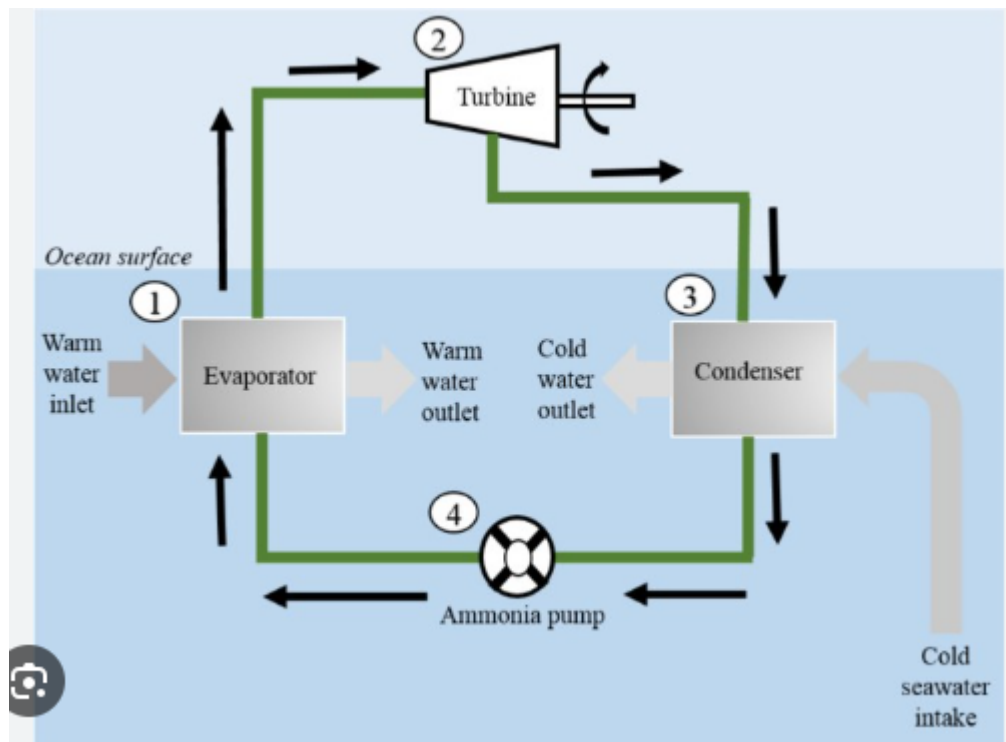 2
Turbine
Ocean surface
1
3
Warm
water
inlet
Evaporator
Warm
water
outlet
Cold
water
outlet
Condenser
4
Ammonia pump
Cold
seawater
intake